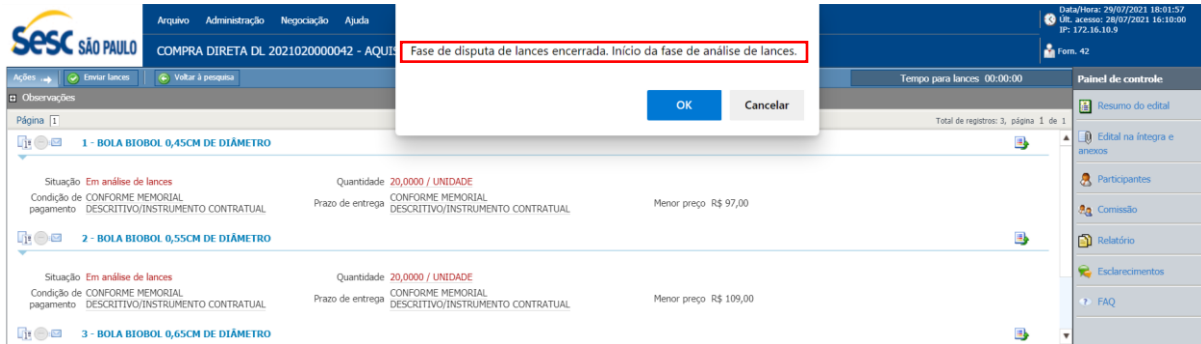 Sesc SÃO PAULO
Arquivo Administração Negociação Ajuda
COMPRA DIRETA DL 2021020000042 - AQUIS
Fase de disputa de lances encerrada. Início da fase de análise de lances.
OK Cancelar
Data/Hora: 29/07/2021 18:01:57
Últ. acesso: 28/07/2021 16:10:00
IP: 172.16.10.9
Forn. 42
Ações Enviar lances Voltar à pesquisa Tempo para lances 00:00:00
Observações
Página 1 Total de registros: 3, página 1 de 1
1 - BOLA BIOBOL 0,45CM DE DIÂMETRO
Situação Em análise de lances Quantidade 20,0000 / UNIDADE
Condição de pagamento CONFORME MEMORIAL DESCRITIVO/INSTRUMENTO CONTRATUAL Prazo de entrega CONFORME MEMORIAL DESCRITIVO/INSTRUMENTO CONTRATUAL Menor preço R$ 97,00
2 - BOLA BIOBOL 0,55CM DE DIÂMETRO
Situação Em análise de lances Quantidade 20,0000 / UNIDADE
Condição de pagamento CONFORME MEMORIAL DESCRITIVO/INSTRUMENTO CONTRATUAL Prazo de entrega CONFORME MEMORIAL DESCRITIVO/INSTRUMENTO CONTRATUAL Menor preço R$ 109,00
3 - BOLA BIOBOL 0,65CM DE DIÂMETRO
Painel de controle
Resumo do edital
Edital na íntegra e
anexos
Participantes
Comissão
Relatório
Esclarecimentos
FAQ